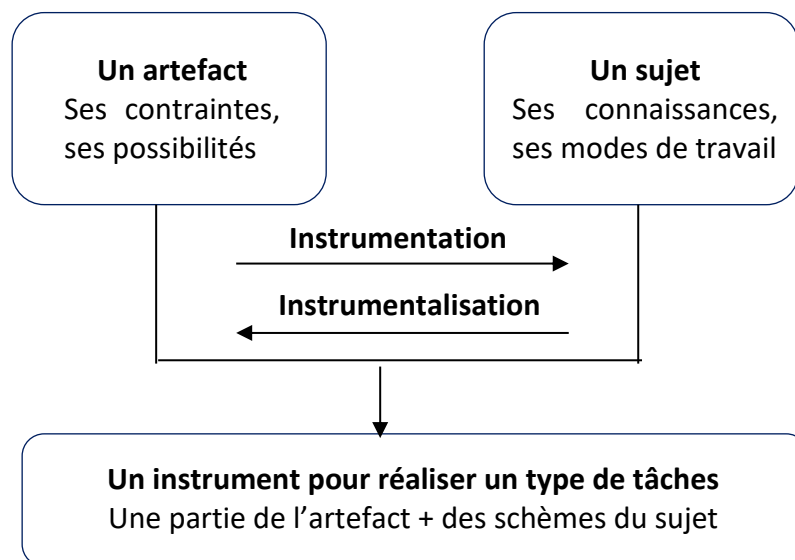 Un artefact
Ses contraintes,
ses possibilités
Un sujet
Ses connaissances,
ses modes de travail
Instrumentation
Instrumentalisation
Un instrument pour réaliser un type de tâches
Une partie de l’artefact + des schèmes du sujet